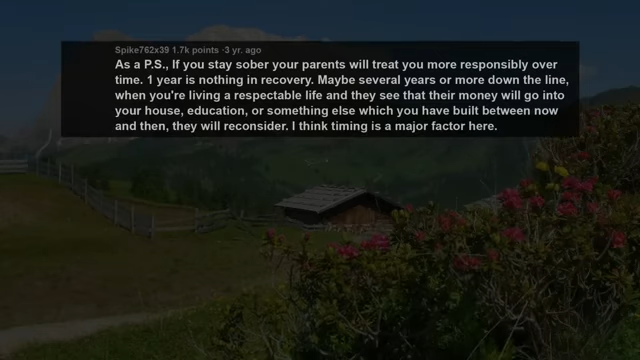 Spike762x39 1.7k points ·3 yr. ago
As a P.S., If you stay sober your parents will treat you more responsibly over
time. 1 year is nothing in recovery. Maybe several years or more down the line,
when you're living a respectable life and they see that their money will go into
your house, education, or something else which you have built between now
and then, they will reconsider. I think timing is a major factor here.